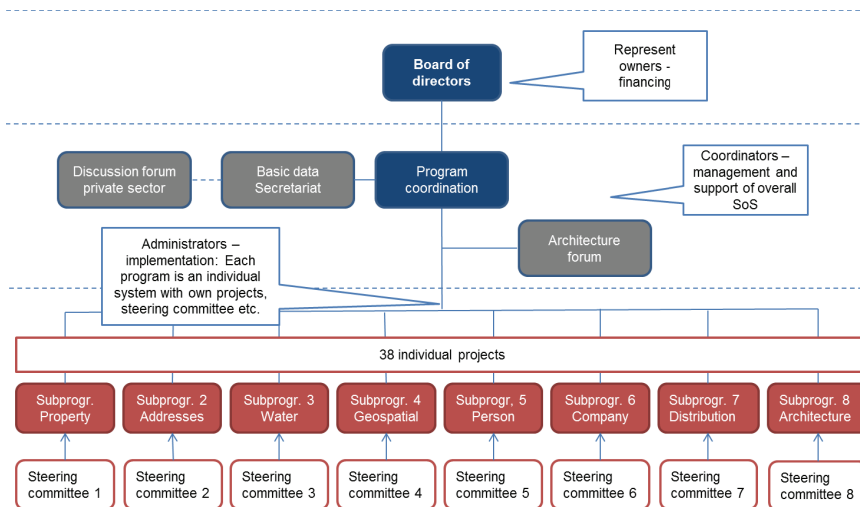 Board of
directors
Represent
owners -
financing
Discussion forum
private sector
Basic data
Secretariat
Program
coordination
Coordinators –
management and
support of overall
SoS
Architecture
forum
Administrators –
implementation: Each
program is an individual
system with own projects,
steering committee etc.
38 individual projects
Subprogr.
Property
Subprogr. 2
Addresses
Subprogr. 3
Water
Subprogr. 4
Geospatial
Subprogr, 5
Person
Subprogr. 6
Company
Subprogr. 7
Distribution
Subprogr. 8
Architecture
Steering
committee 1
Steering
committee 2
Steering
committee 3
Steering
committee 4
Steering
committee 5
Steering
committee 6
Steering
committee 7
Steering
committee 8